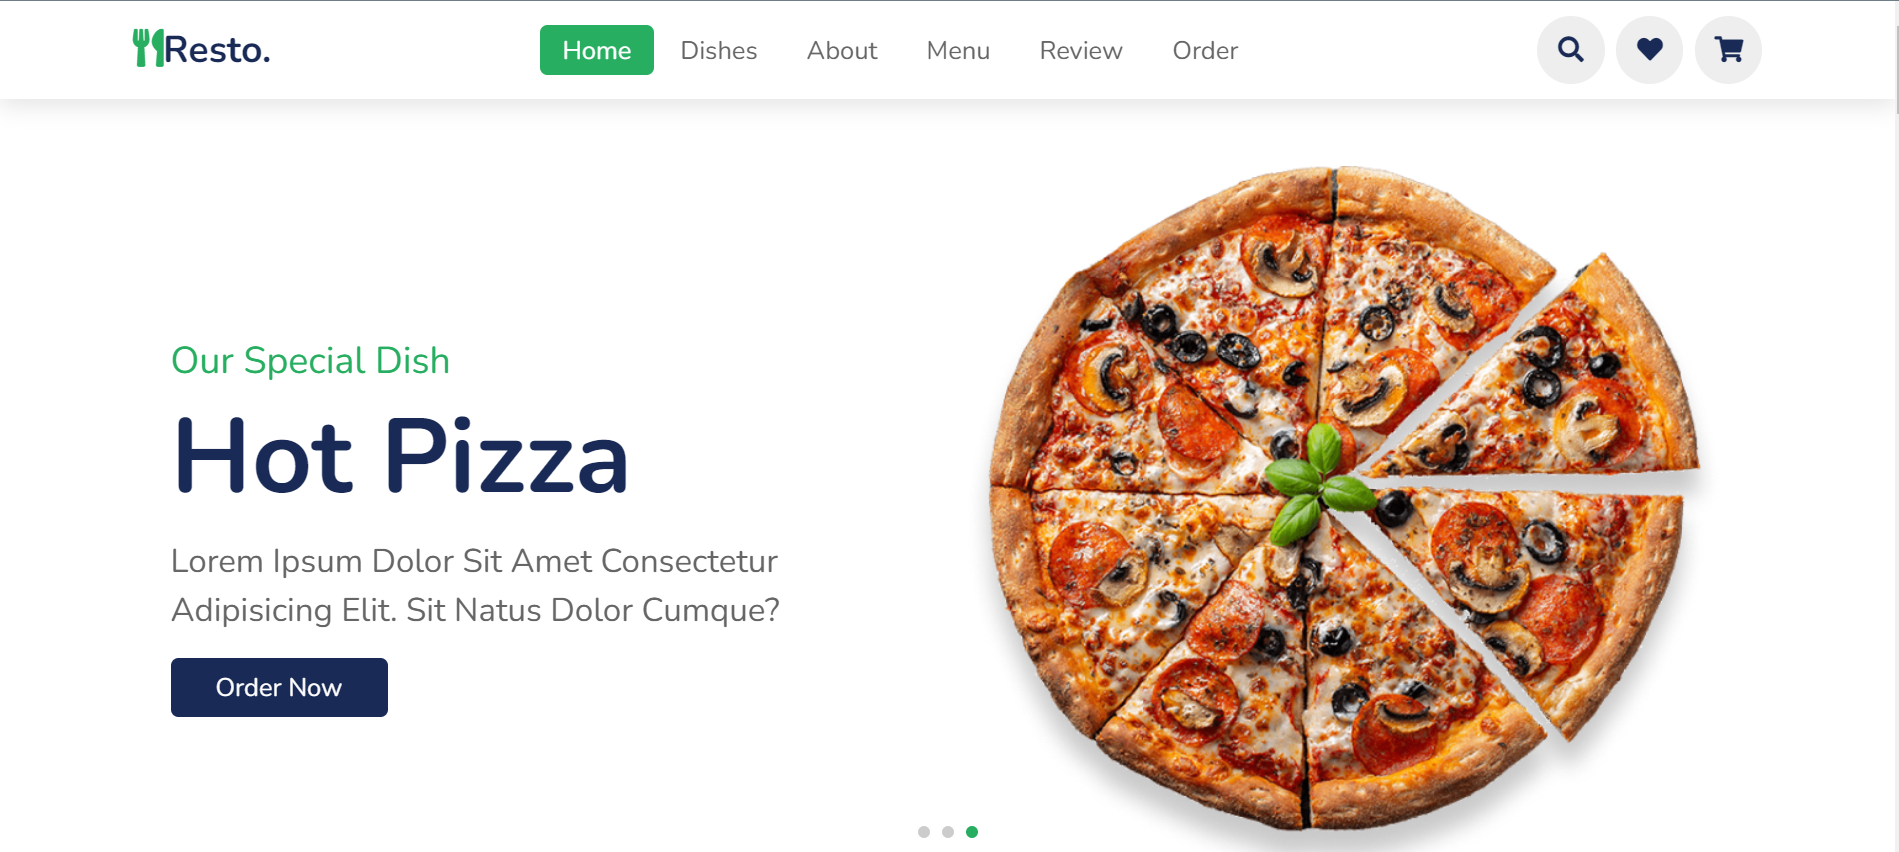 Resto.
Home
Dishes
About
Menu
Review
Order
Our Special Dish
Hot Pizza
Lorem Ipsum Dolor Sit Amet Consectetur
Adipisicing Elit. Sit Natus Dolor Cumque?
Order Now